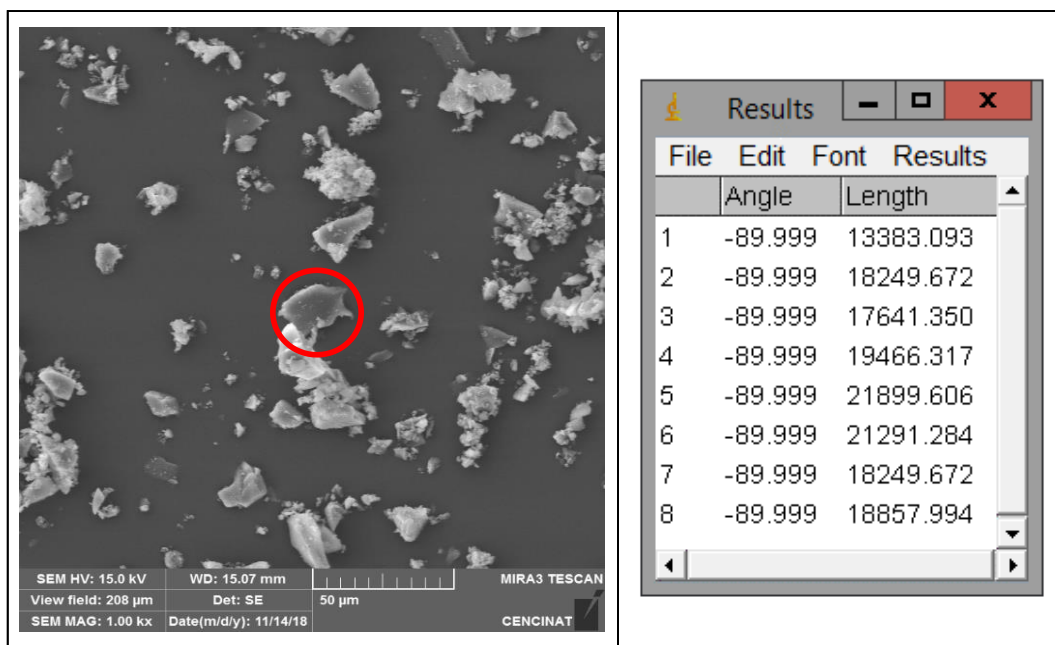 SEM HV: 15.0 kV WD: 15.07 mm MIRA3 TESCAN
View field: 208 µm Det: SE 50 µm
SEM MAG: 1.00 kx Date(m/d/y): 11/14/18 CENCINAT
Results
File Edit Font Results
Angle Length
1 -89.999 13383.093
2 -89.999 18249.672
3 -89.999 17641.350
4 -89.999 19466.317
5 -89.999 21899.606
6 -89.999 21291.284
7 -89.999 18249.672
8 -89.999 18857.994